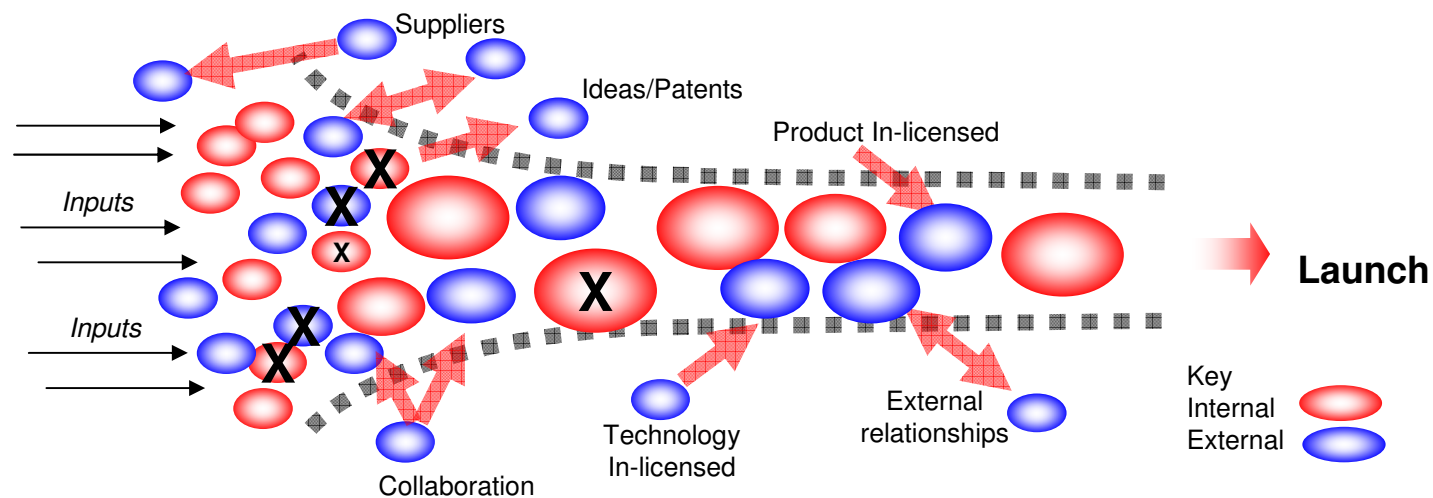 Suppliers
Ideas/Patents
Product In-licensed
X
X
Inputs
x
X
Launch
Inputs
X
X
Key
Internal
External
External
relationships
Technology
In-licensed
Collaboration